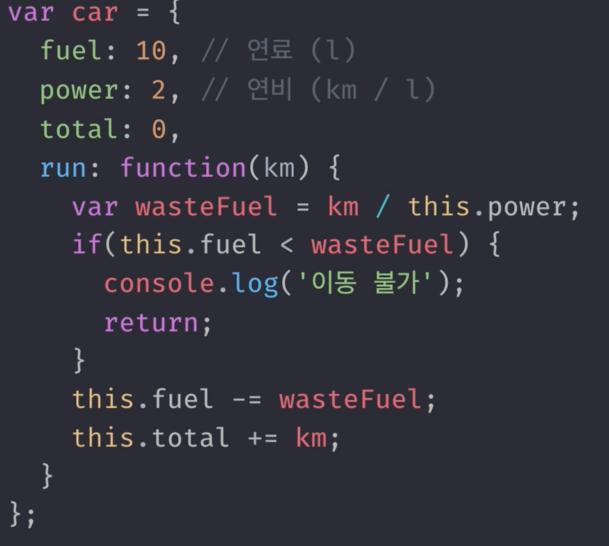 var car = {
  fuel: 10, // 연료 (l)
  power: 2, // 연비 (km / l)
  total: 0,
  run: function(km) {
    var wasteFuel = km / this.power;
    if(this.fuel < wasteFuel) {
      console.log('이동 불가');
      return;
    }
    this.fuel -= wasteFuel;
    this.total += km;
  }
};